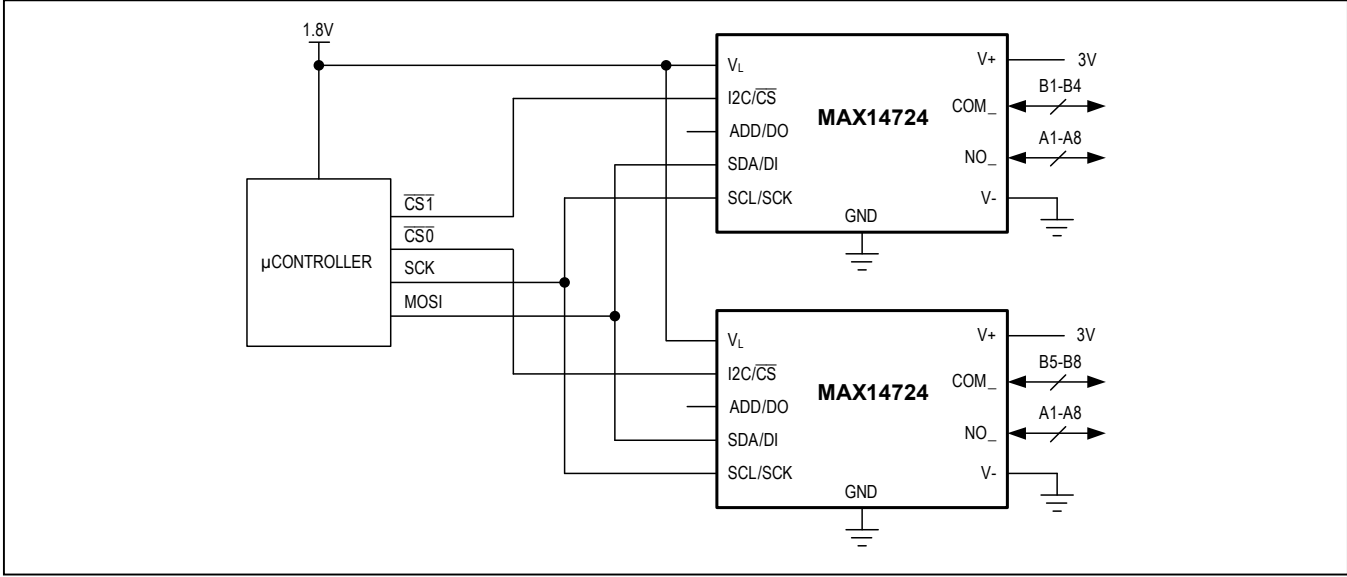 1.8V
VL
I2C/CS
ADD/DO
SDA/DI
SCL/SCK
MAX14724
GND
V+
COM_
NO_
V-
3V
B1-B4
A1-A8
µCONTROLLER
CS1
CS0
SCK
MOSI
VL
I2C/CS
ADD/DO
SDA/DI
SCL/SCK
MAX14724
GND
V+
COM_
NO_
V-
3V
B5-B8
A1-A8